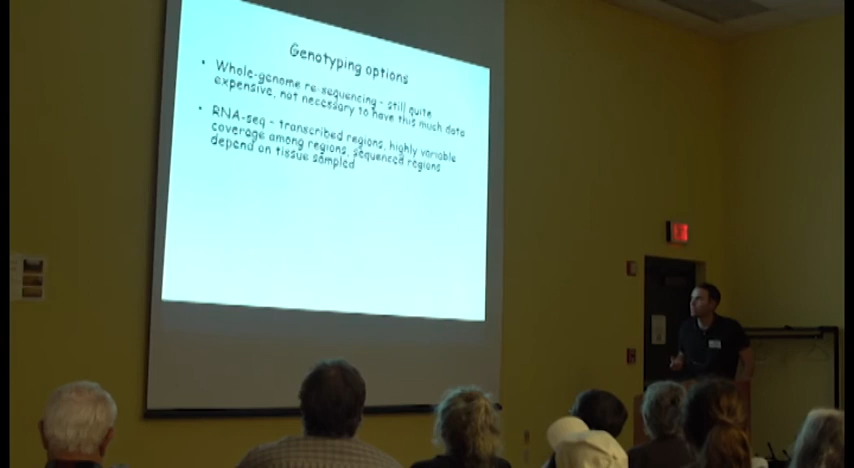 Genotyping options
• Whole-genome re-sequencing - still quite
expensive, not necessary to have this much data
• RNA-seq - transcribed regions, highly variable
coverage among regions, sequenced regions
depend on tissue sampled